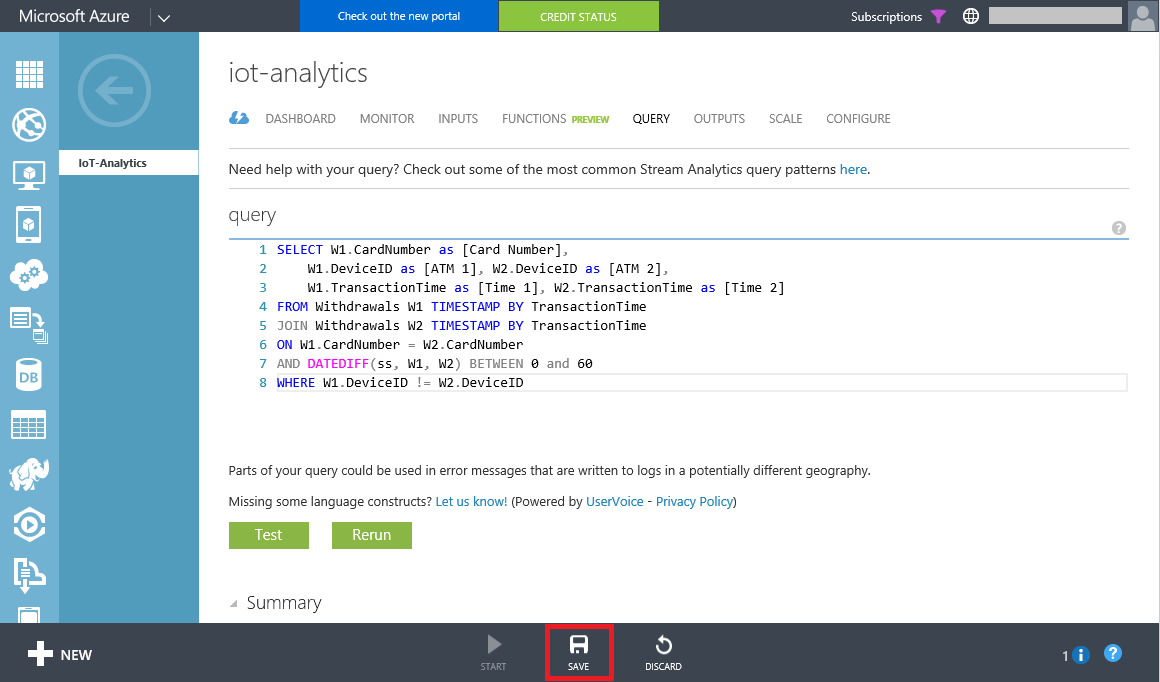 Microsoft Azure
Check out the new portal
CREDIT STATUS
Subscriptions
IoT-Analytics
iot-analytics
DASHBOARD MONITOR INPUTS FUNCTIONS PREVIEW QUERY OUTPUTS SCALE CONFIGURE
Need help with your query? Check out some of the most common Stream Analytics query patterns here.
query
?
1 SELECT W1.CardNumber as [Card Number],
2 W1.DeviceID as [ATM 1], W2.DeviceID as [ATM 2],
3 W1.TransactionTime as [Time 1], W2.TransactionTime as [Time 2]
4 FROM Withdrawals W1 TIMESTAMP BY TransactionTime
5 JOIN Withdrawals W2 TIMESTAMP BY TransactionTime
6 ON W1.CardNumber = W2.CardNumber
7 AND DATEDIFF(ss, W1, W2) BETWEEN 0 and 60
8 WHERE W1.DeviceID != W2.DeviceID
DB
Parts of your query could be used in error messages that are written to logs in a potentially different geography.
Missing some language constructs? Let us know! (Powered by UserVoice - Privacy Policy)
Test Rerun
Summary
NEW
START
SAVE
DISCARD
1 i ?